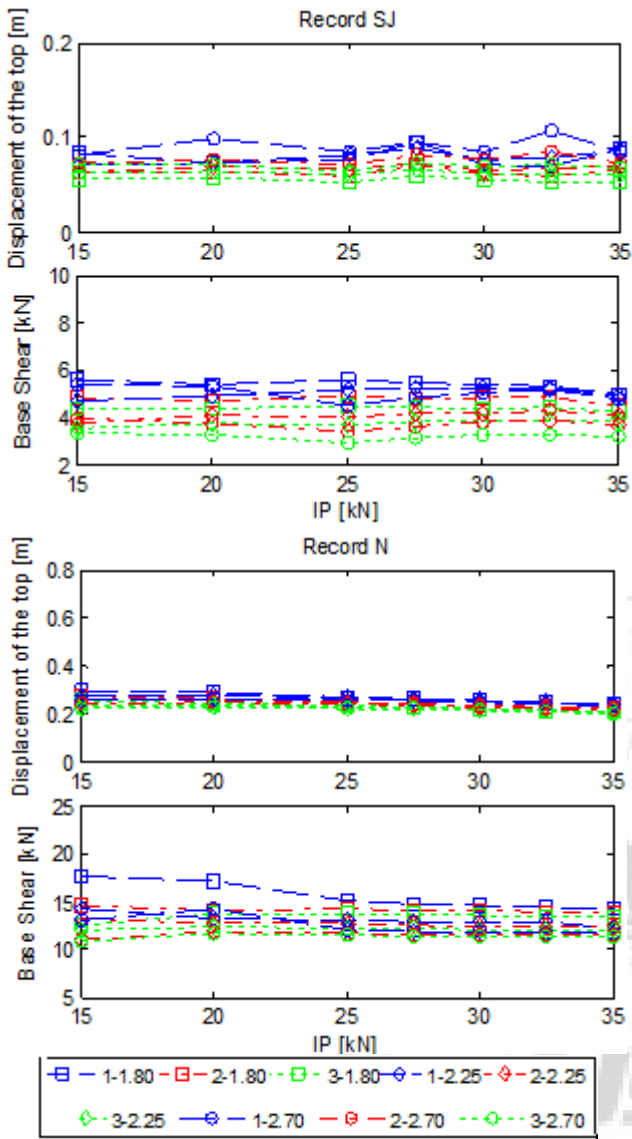 Record SJ
Displacement of the top [m]
0.2
0.1
0
15 20 25 30 35
Base Shear [kN]
10
8
6
4
2
15 20 25 30 35
IP [kN]
Record N
Displacement of the top [m]
0.8
0.6
0.4
0.2
0
15 20 25 30 35
Base Shear [kN]
25
20
15
10
5
15 20 25 30 35
IP [kN]
1-1.80 2-1.80 3-1.80 1-2.25 2-2.25
3-2.25 1-2.70 2-2.70 3-2.70